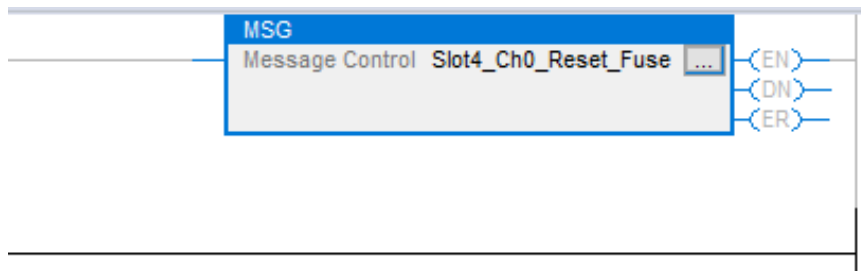 MSG
Message Control Slot4_Ch0_Reset_Fuse ... EN
DN
ER